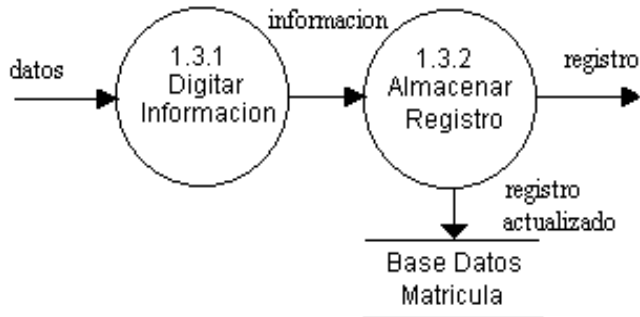 datos
1.3.1
Digitar
Informacion
informacion
1.3.2
Almacenar
Registro
registro
registro
actualizado
Base Datos
Matricula